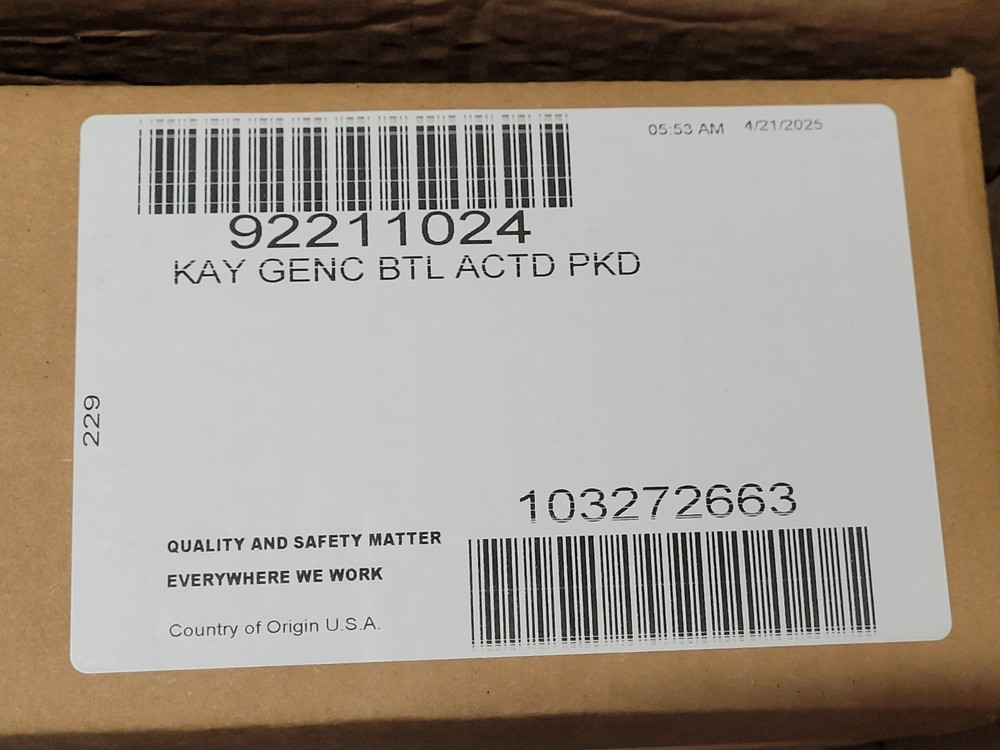 05:53 AM 4/21/2025
92211024
KAY GENC BTL ACTD PKD
229
103272663
QUALITY AND SAFETY MATTER
EVERYWHERE WE WORK
Country of Origin U.S.A.